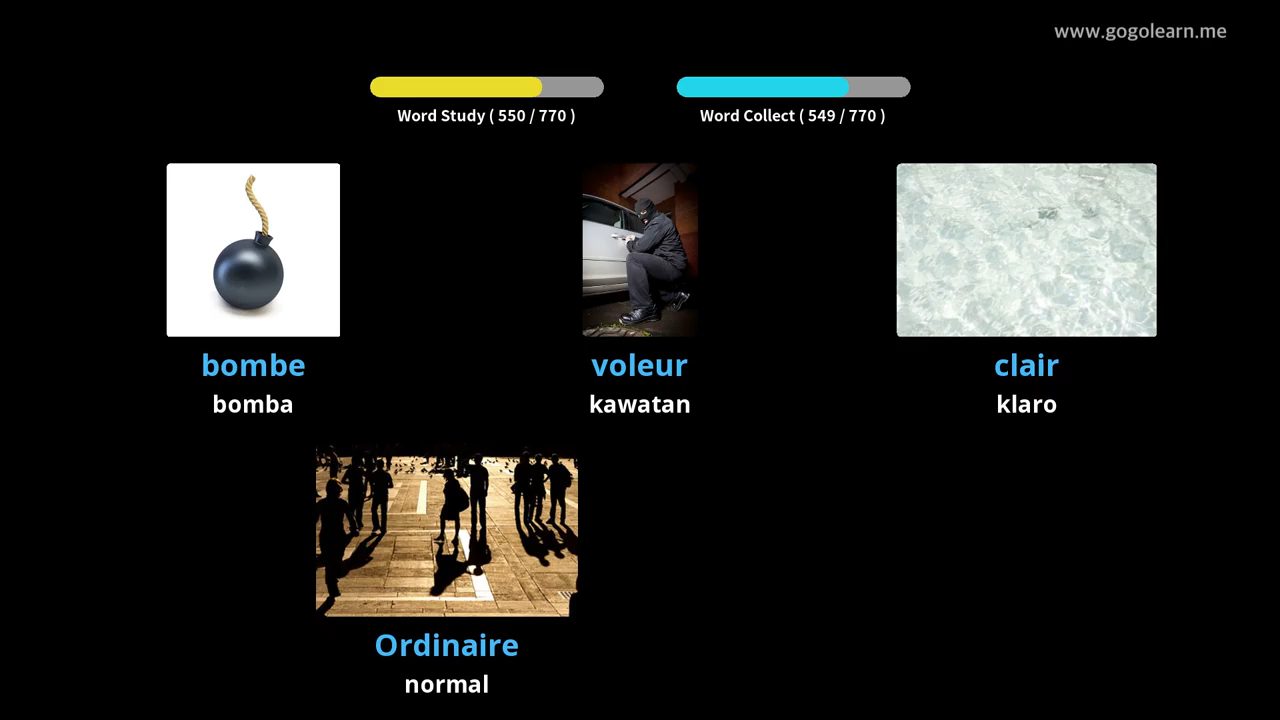 www.gogolearn.me
Word Study ( 550 / 770 )
Word Collect ( 549 / 770 )
bombe
bomba
voleur
kawatan
clair
klaro
Ordinaire
normal